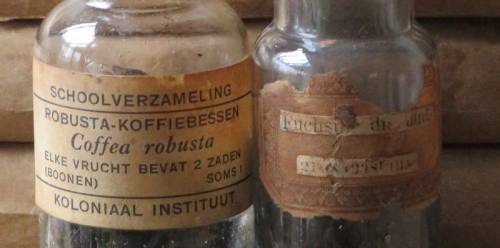 SCHOOLVERZAMELING
ROBUSTA-KOFFIEBESSEN
Coffea robusta
ELKE VRUCHT BEVAT 2 ZADEN
(BOONEN) SOMS 1
KOLONIAAL INSTITUUT